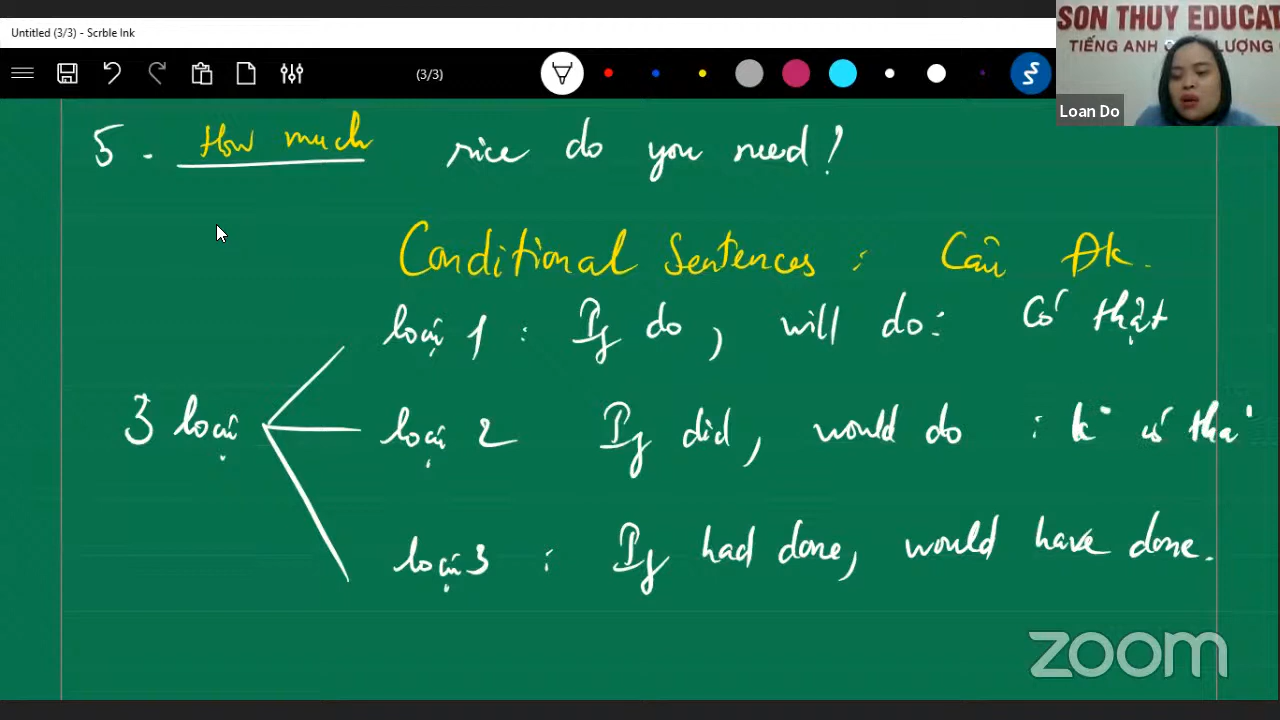 Untitled (3/3) - Scrble Ink
SON THUY EDUCAT
TIẾNG ANH LƯỢNG
(3/3)
Loan Do
5. How much rice do you need?
Conditional Sentences : Câu Đk.
loại 1 : If do, will do: Có thật
3 loại
loại 2 If did, would do : k có tha
loại 3 : If had done, would have done.
zoom